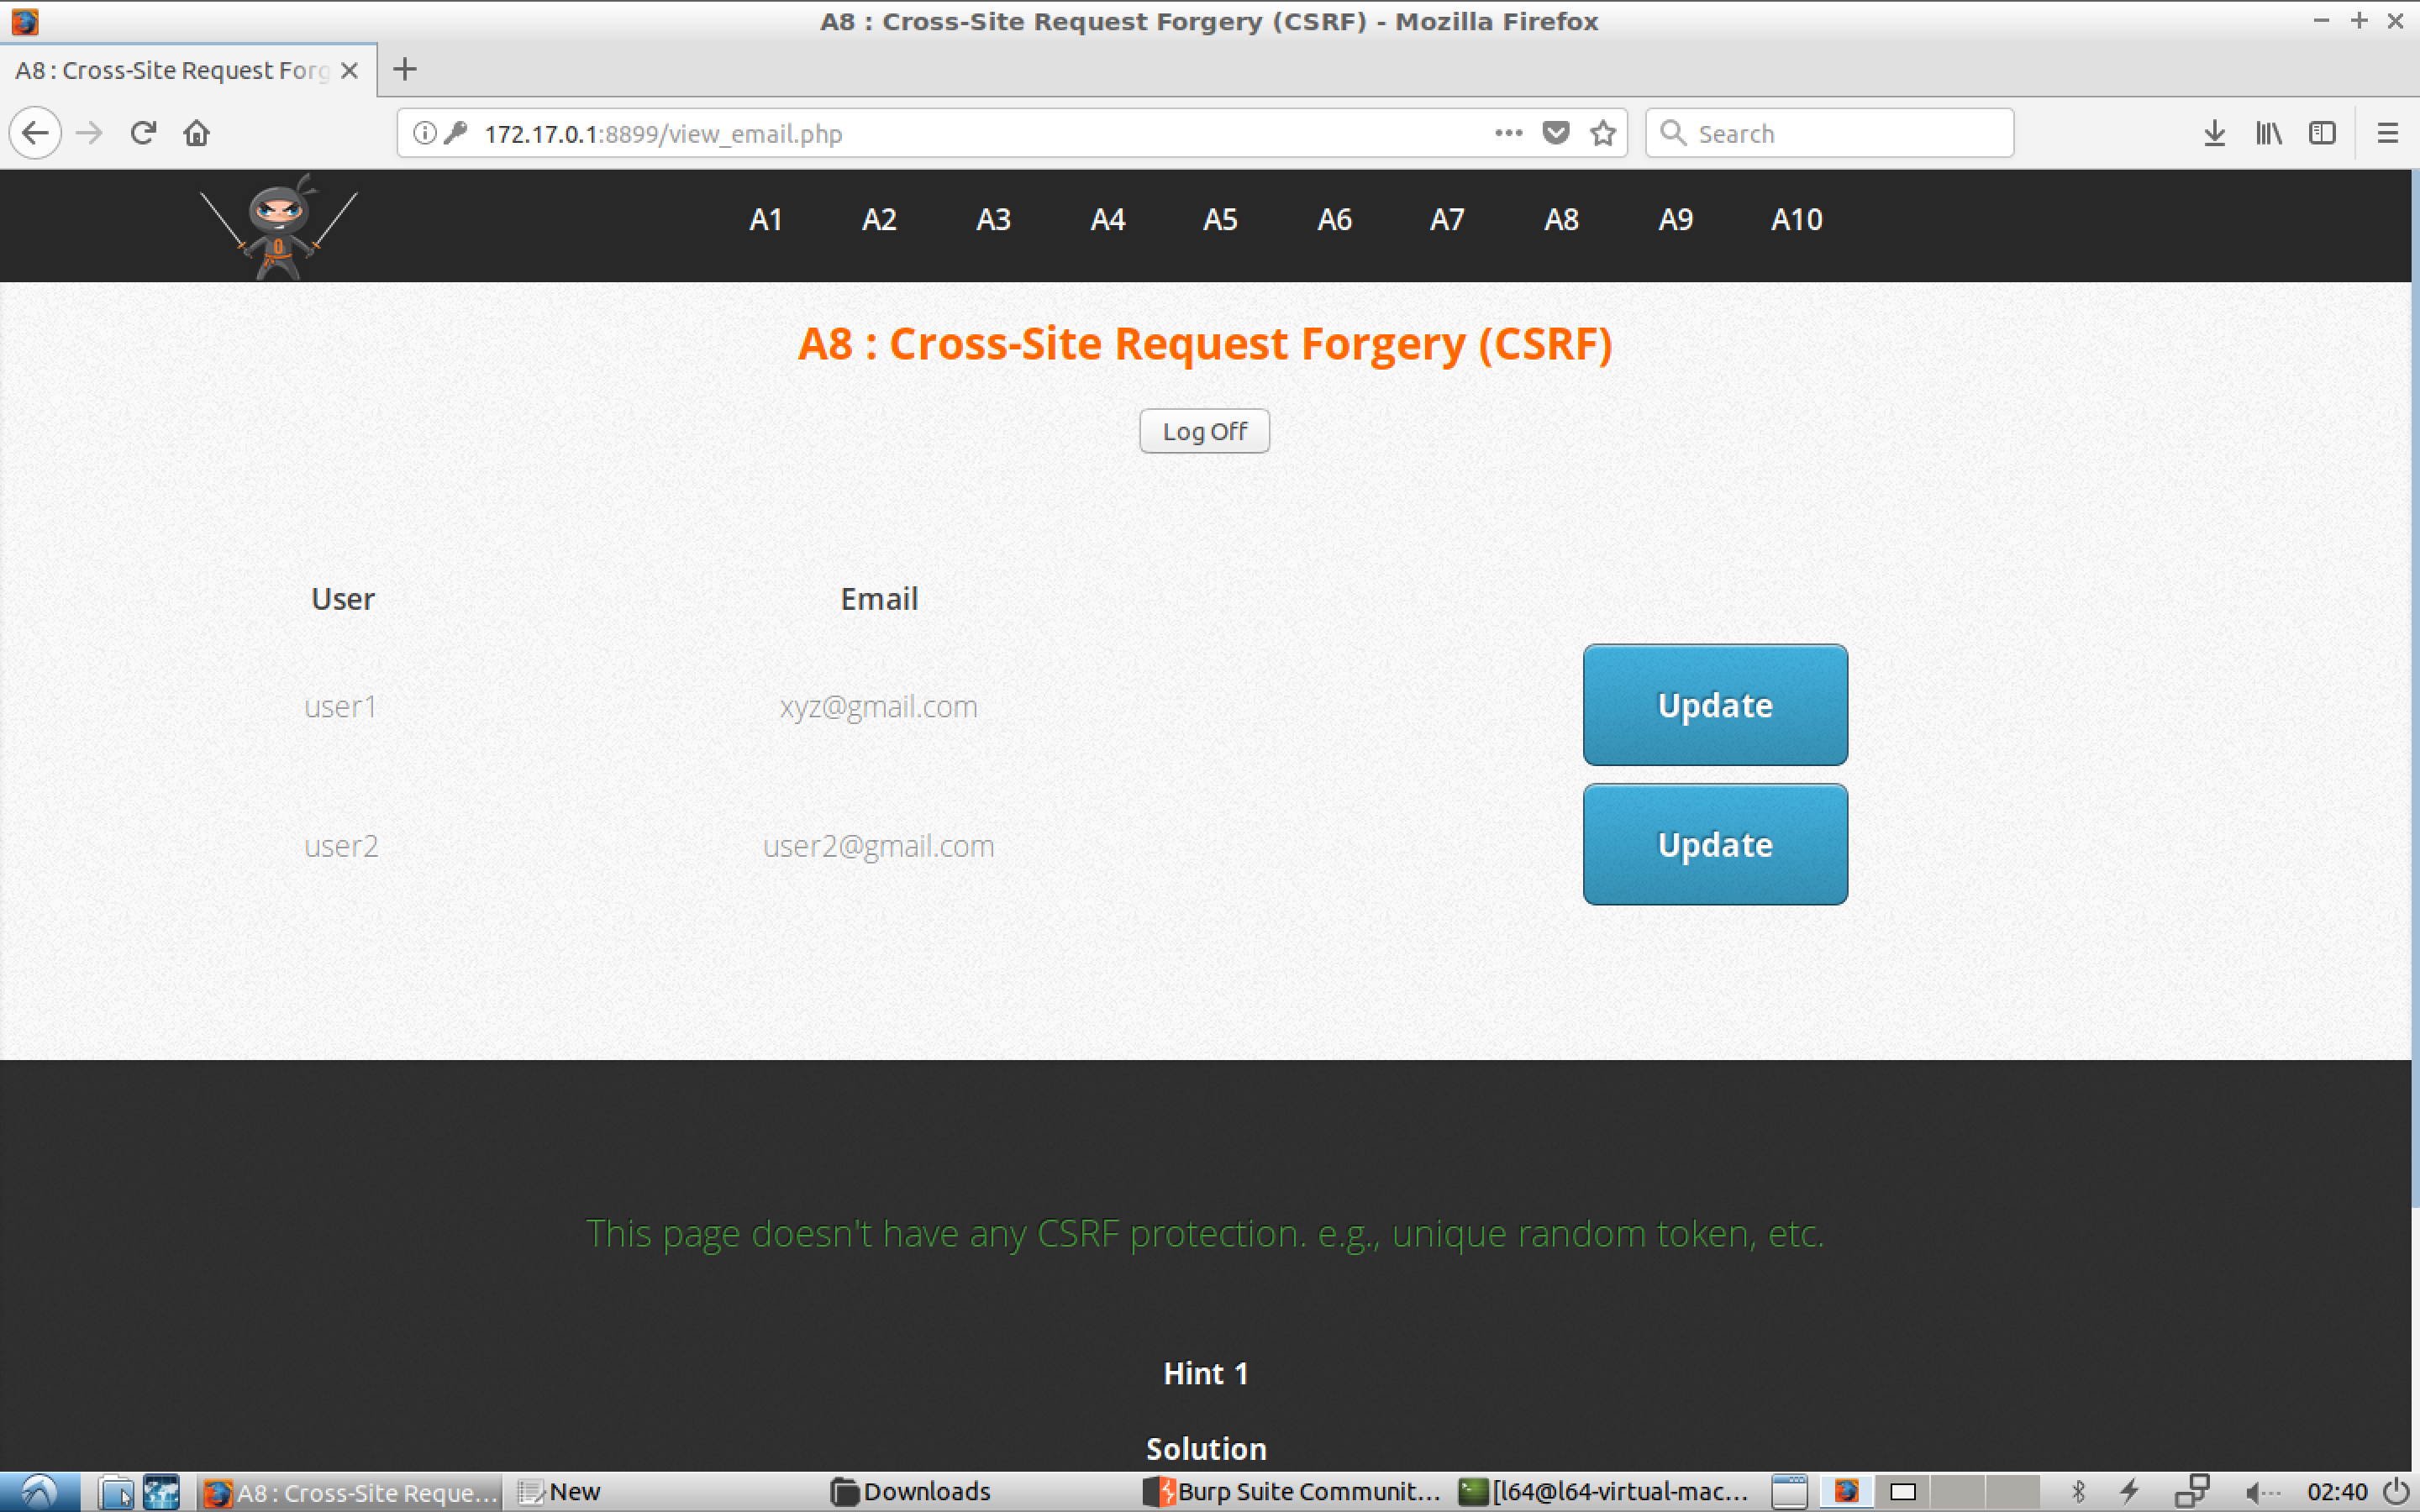 A8 : Cross-Site Request Forgery (CSRF) - Mozilla Firefox
A8 : Cross-Site Request Forg
172.17.0.1:8899/view_email.php
Search
A1 A2 A3 A4 A5 A6 A7 A8 A9 A10
A8 : Cross-Site Request Forgery (CSRF)
Log Off
User Email
user1 xyz@gmail.com Update
user2 user2@gmail.com Update
This page doesn't have any CSRF protection. e.g., unique random token, etc.
Hint 1
Solution
A8 : Cross-Site Reque... New Downloads Burp Suite Communit... [l64@l64-virtual-mac... 02:40